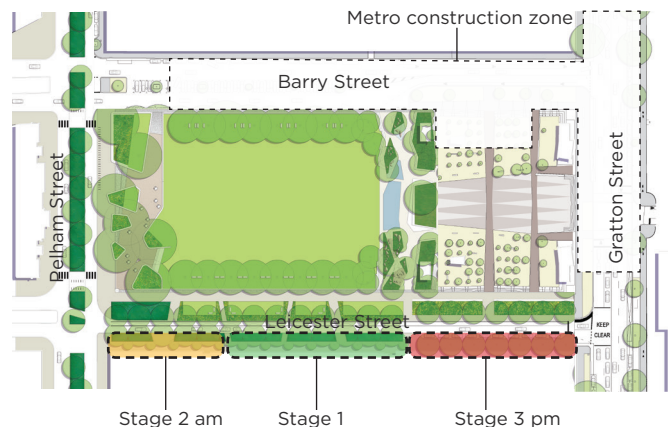 Metro construction zone
Barry Street
Pelham Street
Gratton Street
Leicester Street
KEEP
CLEAR
Stage 2 am
Stage 1
Stage 3 pm